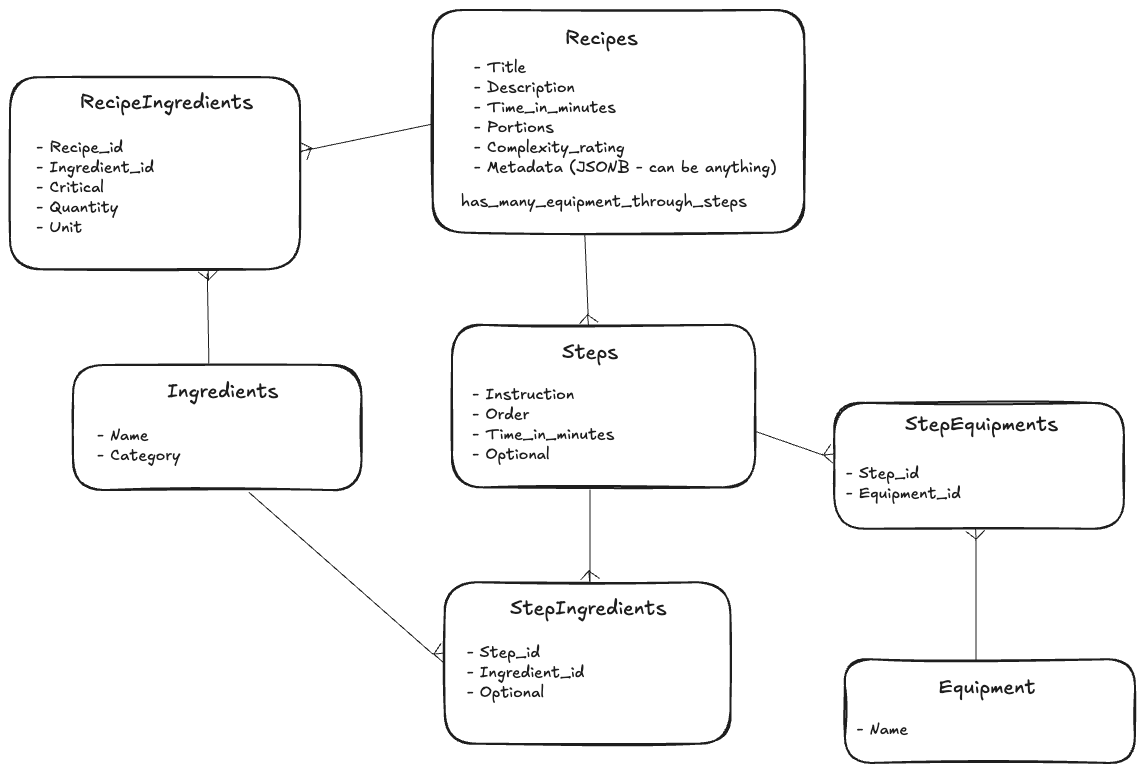 Recipes
- Title
- Description
- Time_in_minutes
- Portions
- Complexity_rating
- Metadata (JSONB - can be anything)
has_many_equipment_through_steps
RecipeIngredients
- Recipe_id
- Ingredient_id
- Critical
- Quantity
- Unit
Ingredients
- Name
- Category
Steps
- Instruction
- Order
- Time_in_minutes
- Optional
StepEquipments
- Step_id
- Equipment_id
StepIngredients
- Step_id
- Ingredient_id
- Optional
Equipment
- Name